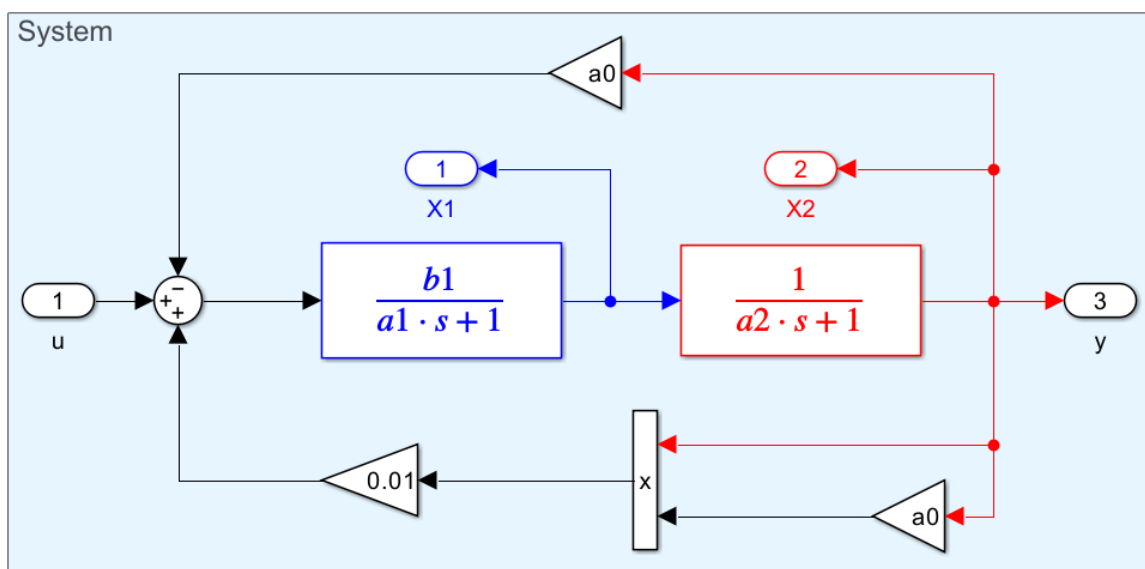 System
a0
1
X1
2
X2
b1
a1 · s + 1
1
a2 · s + 1
1
u
−
+
+
3
y
0.01
x
a0